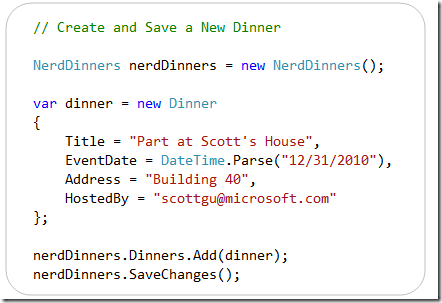 // Create and Save a New Dinner
NerdDinners nerdDinners = new NerdDinners();
var dinner = new Dinner
{
Title = "Part at Scott's House",
EventDate = DateTime.Parse("12/31/2010"),
Address = "Building 40",
HostedBy = "scottgu@microsoft.com"
};
nerdDinners.Dinners.Add(dinner);
nerdDinners.SaveChanges();